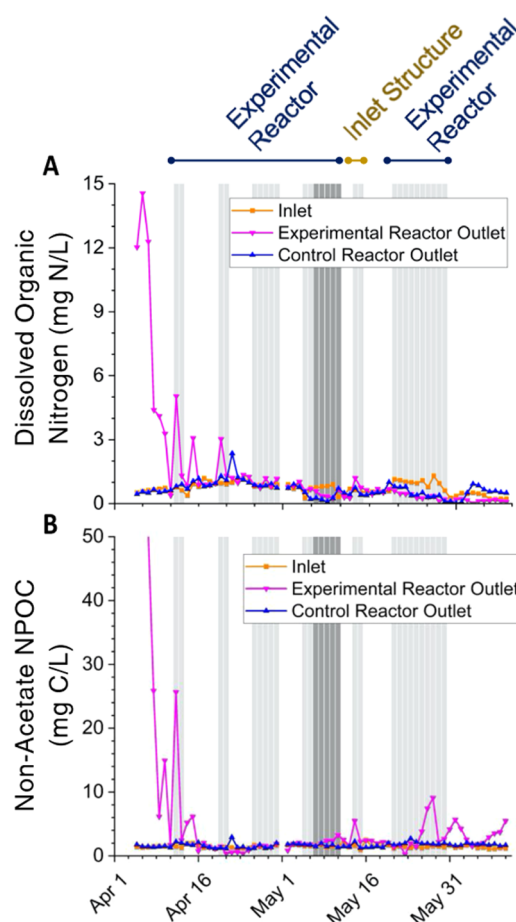 Experimental
Reactor
Inlet Structure
Experimental
Reactor
A
Dissolved Organic
Nitrogen (mg N/L)
15
12
9
6
3
0
Inlet
Experimental Reactor Outlet
Control Reactor Outlet
B
Non-Acetate NPOC
(mg C/L)
50
40
30
20
10
0
Inlet
Experimental Reactor Outlet
Control Reactor Outlet
Apr 1
Apr 16
May 1
May 16
May 31